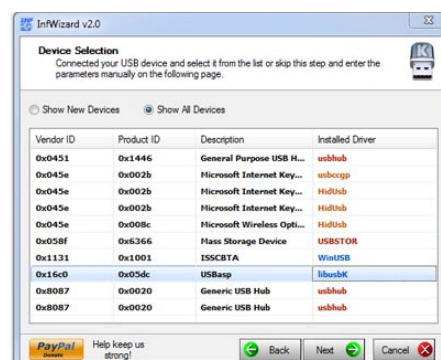 InfWizard v2.0
Device Selection
Connected your USB device and select it from the list or skip this step and enter the
parameters manually on the following page.
Show New Devices Show All Devices
Vendor ID Product ID Description Installed Driver
0x0451 0x1446 General Purpose USB H... usbhub
0x045e 0x002b Microsoft Internet Key... usbccgp
0x045e 0x002b Microsoft Internet Key... HidUsb
0x045e 0x002b Microsoft Internet Key... HidUsb
0x045e 0x008c Microsoft Wireless Opti... HidUsb
0x058f 0x6366 Mass Storage Device USBSTOR
0x1131 0x1001 ISSCBTA WinUSB
0x16c0 0x05dc USBasp libusbK
0x8087 0x0020 Generic USB Hub usbhub
0x8087 0x0020 Generic USB Hub usbhub
PayPal Donate Help keep us strong! Back Next Cancel